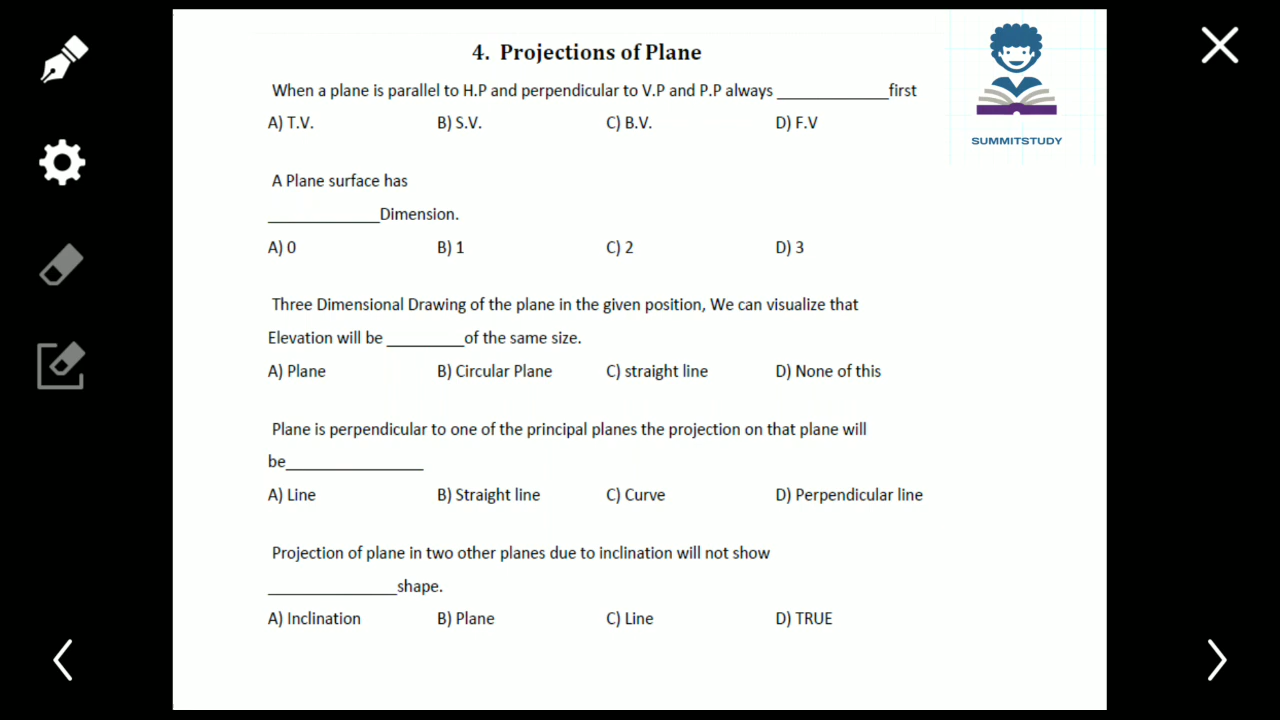 4. Projections of Plane
When a plane is parallel to H.P and perpendicular to V.P and P.P always _____________first
A) T.V. B) S.V. C) B.V. D) F.V
SUMMITSTUDY
A Plane surface has
_____________Dimension.
A) 0 B) 1 C) 2 D) 3
Three Dimensional Drawing of the plane in the given position, We can visualize that
Elevation will be _________of the same size.
A) Plane B) Circular Plane C) straight line D) None of this
Plane is perpendicular to one of the principal planes the projection on that plane will
be________________
A) Line B) Straight line C) Curve D) Perpendicular line
Projection of plane in two other planes due to inclination will not show
_______________shape.
A) Inclination B) Plane C) Line D) TRUE